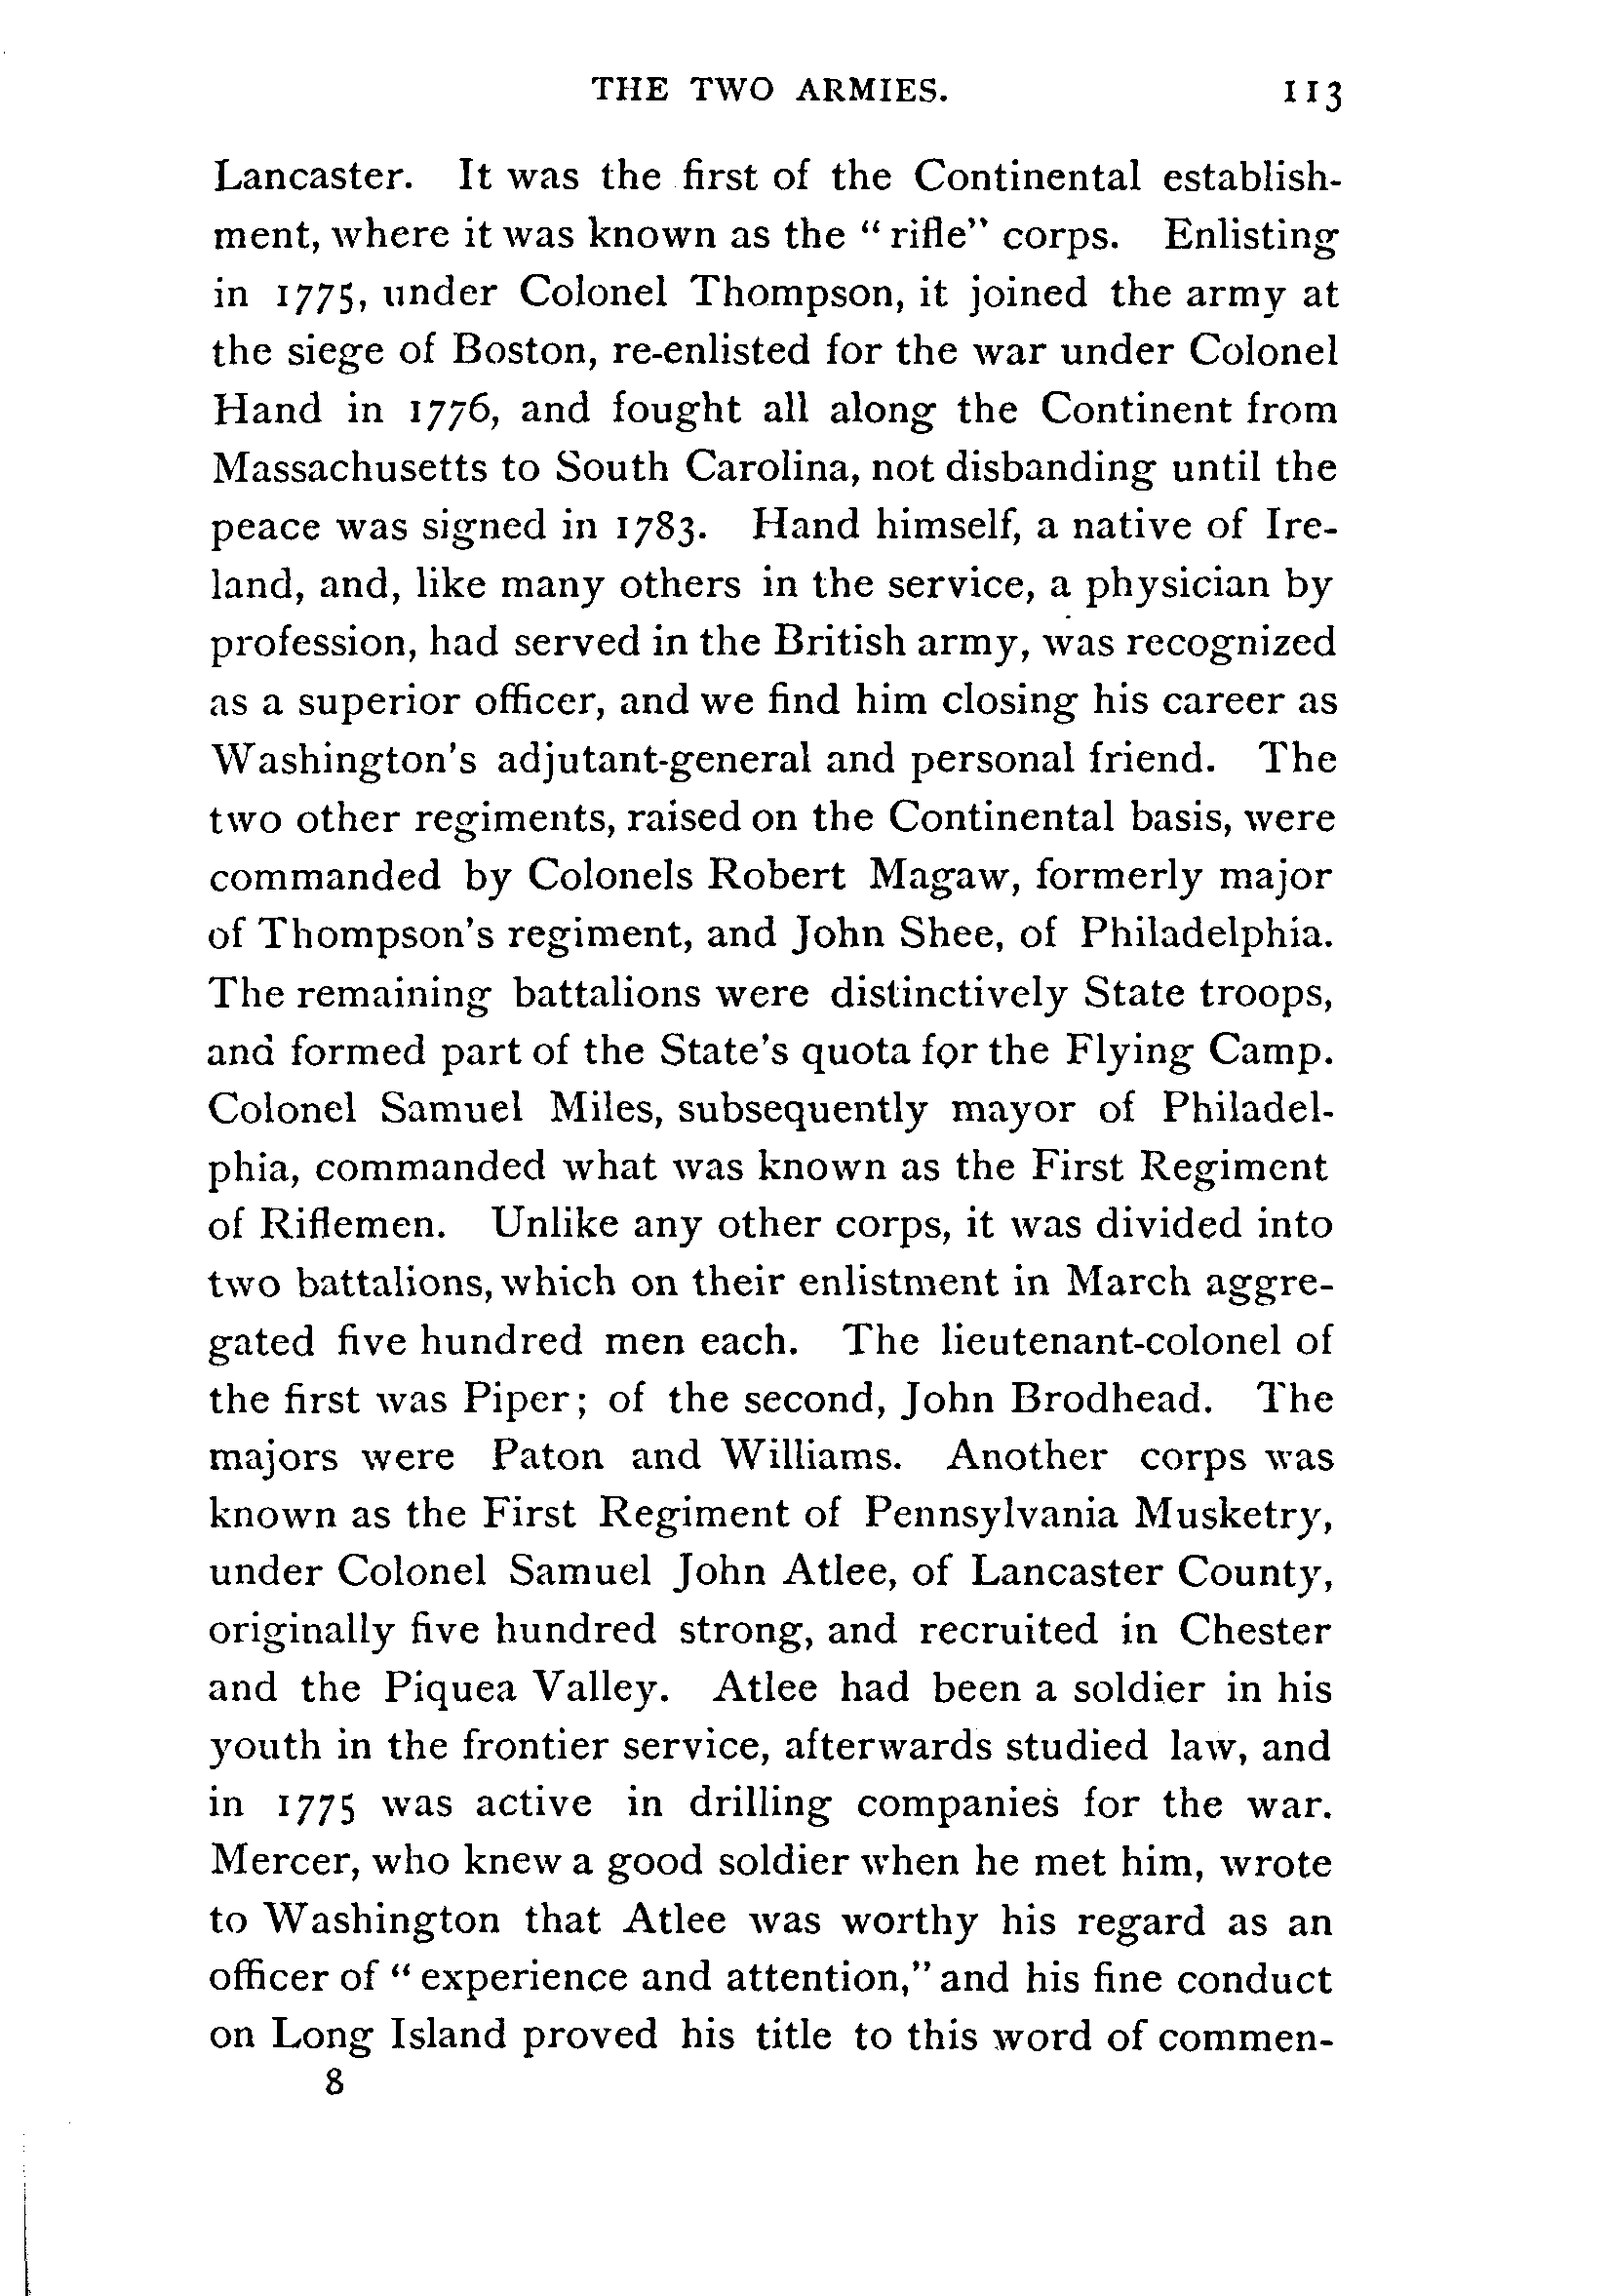 THE TWO ARMIES. 113
Lancaster. It was the first of the Continental establish-
ment, where it was known as the “rifle” corps. Enlisting
in 1775, under Colonel Thompson, it joined the army at
the siege of Boston, re-enlisted for the war under Colonel
Hand in 1776, and fought all along the Continent from
Massachusetts to South Carolina, not disbanding until the
peace was signed in 1783. Hand himself, a native of Ire-
land, and, like many others in the service, a physician by
profession, had served in the British army, was recognized
as a superior officer, and we find him closing his career as
Washington's adjutant-general and personal friend. The
two other regiments, raised on the Continental basis, were
commanded by Colonels Robert Magaw, formerly major
of Thompson's regiment, and John Shee, of Philadelphia.
The remaining battalions were distinctively State troops,
and formed part of the State's quota for the Flying Camp.
Colonel Samuel Miles, subsequently mayor of Philadel-
phia, commanded what was known as the First Regiment
of Riflemen. Unlike any other corps, it was divided into
two battalions, which on their enlistment in March aggre-
gated five hundred men each. The lieutenant-colonel of
the first was Piper; of the second, John Brodhead. The
majors were Paton and Williams. Another corps was
known as the First Regiment of Pennsylvania Musketry,
under Colonel Samuel John Atlee, of Lancaster County,
originally five hundred strong, and recruited in Chester
and the Piquea Valley. Atlee had been a soldier in his
youth in the frontier service, afterwards studied law, and
in 1775 was active in drilling companies for the war.
Mercer, who knew a good soldier when he met him, wrote
to Washington that Atlee was worthy his regard as an
officer of “experience and attention,” and his fine conduct
on Long Island proved his title to this word of commen-
8